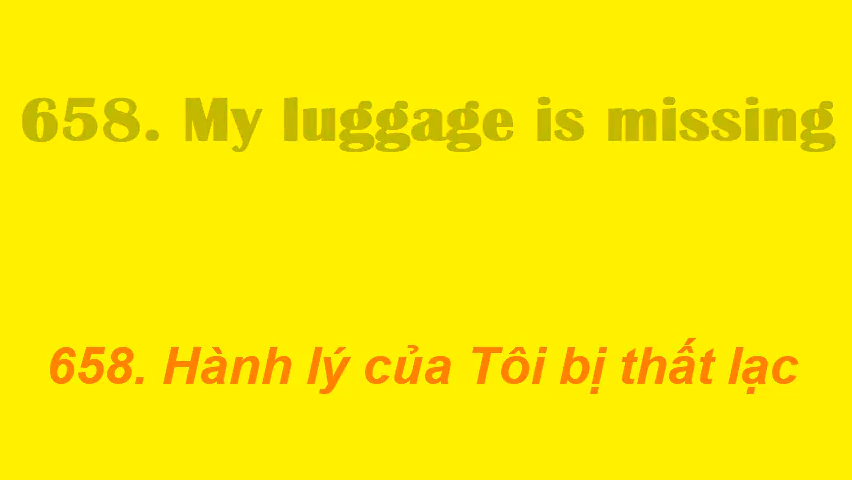 658. My luggage is missing
658. Hành lý của Tôi bị thất lạc